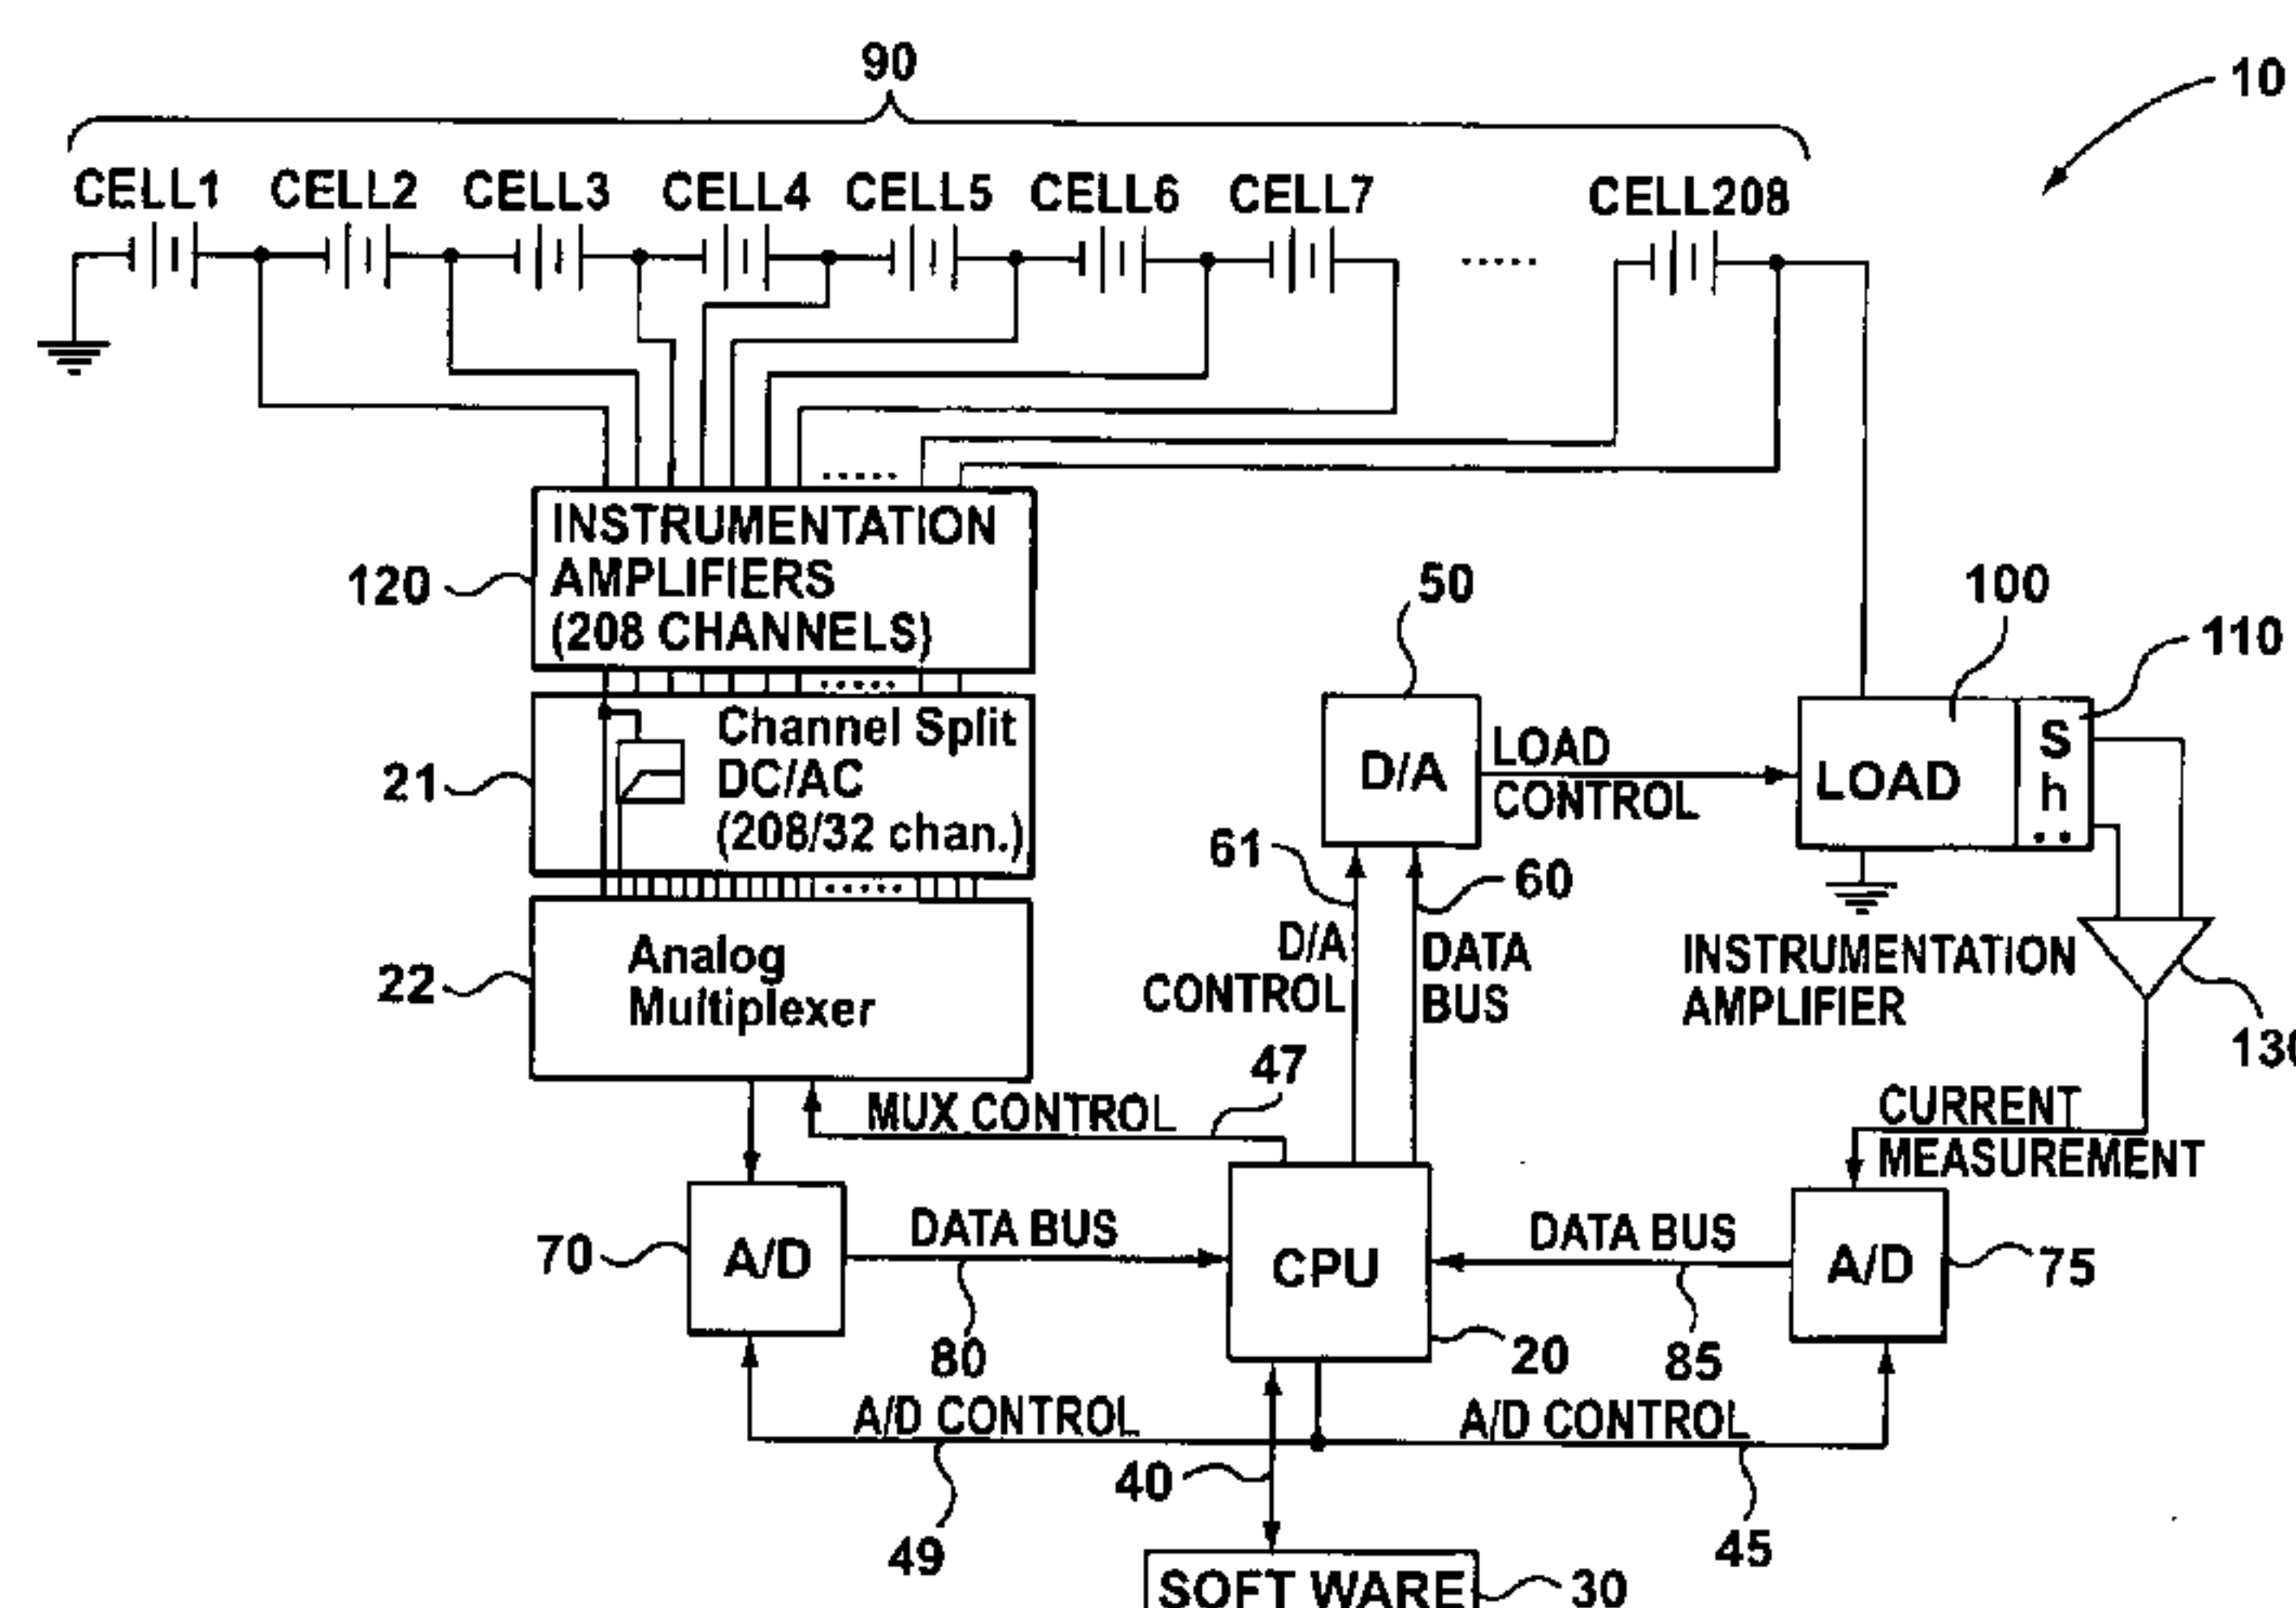 90
10
CELL1 CELL2 CELL3 CELL4 CELL5 CELL6 CELL7 CELL208
INSTRUMENTATION
AMPLIFIERS
(208 CHANNELS)
120
Channel Split
DC/AC
(208/32 chan.)
21
Analog
Multiplexer
22
50
D/A
LOAD
CONTROL
100
110
LOAD
Sh
61
60
D/A
CONTROL
DATA
BUS
INSTRUMENTATION
AMPLIFIER
130
47
MUX CONTROL
CURRENT
MEASUREMENT
70
A/D
DATA BUS
80
CPU
20
DATA BUS
85
A/D
75
A/D CONTROL
49
A/D CONTROL
45
40
SOFT WARE
30